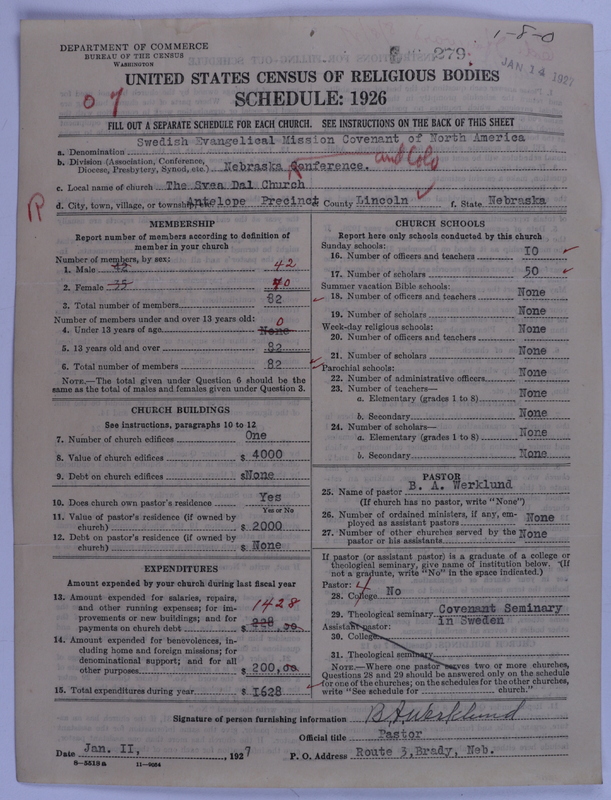 1-8-0
DEPARTMENT OF COMMERCE
BUREAU OF THE CENSUS
WASHINGTON
279
JAN 14 1927
UNITED STATES CENSUS OF RELIGIOUS BODIES
SCHEDULE: 1926
07
FILL OUT A SEPARATE SCHEDULE FOR EACH CHURCH. SEE INSTRUCTIONS ON THE BACK OF THIS SHEET
a. Denomination Swedish Evangelical Mission Covenant of North America
b. Division (Association, Conference, Diocese, Presbytery, Synod, etc.) Nebraska Conference. and Colo
c. Local name of church The Svea Dal Church
R
d. City, town, village, or township Antelope Precinct County Lincoln f. State Nebraska
MEMBERSHIP
Report number of members according to definition of member in your church
Number of members, by sex:
1. Male 42 42
2. Female 35 40
3. Total number of members 82
Number of members under and over 13 years old:
4. Under 13 years of age None 0
5. 13 years old and over 82
6. Total number of members 82
NOTE.—The total given under Question 6 should be the same as the total of males and females given under Question 3.
CHURCH BUILDINGS
See instructions, paragraphs 10 to 12
7. Number of church edifices One
8. Value of church edifices $ 4000
9. Debt on church edifices $ None
10. Does church own pastor's residence Yes
Yes or No
11. Value of pastor's residence (if owned by church) $ 2000
12. Debt on pastor's residence (if owned by church) $ None
EXPENDITURES
Amount expended by your church during last fiscal year
13. Amount expended for salaries, repairs, and other running expenses; for improvements or new buildings; and for payments on church debt $ 1428
14. Amount expended for benevolences, including home and foreign missions; for denominational support; and for all other purposes $ 200,00
15. Total expenditures during year $ 1628
CHURCH SCHOOLS
Report here only schools conducted by this church
Sunday schools:
16. Number of officers and teachers 10
17. Number of scholars 50
Summer vacation Bible schools:
18. Number of officers and teachers None
19. Number of scholars None
Week-day religious schools:
20. Number of officers and teachers None
21. Number of scholars None
Parochial schools:
22. Number of administrative officers None
23. Number of teachers—
a. Elementary (grades 1 to 8) None
b. Secondary None
24. Number of scholars—
a. Elementary (grades 1 to 8) None
b. Secondary None
PASTOR
25. Name of pastor B. A. Werklund
(If church has no pastor, write "None")
26. Number of ordained ministers, if any, employed as assistant pastors None
27. Number of other churches served by the pastor or his assistants None
If pastor (or assistant pastor) is a graduate of a college or theological seminary, give name of institution below. (If not a graduate, write "No" in the space indicated.)
Pastor: 4
28. College No
29. Theological seminary Covenant Seminary in Sweden
Assistant pastor:
30. College
31. Theological seminary
NOTE.—Where one pastor serves two or more churches, Questions 28 and 29 should be answered only on the schedule for one of the churches; on the schedules for the other churches, write "See schedule for church."
Signature of person furnishing information B A Werklund
Official title Pastor
Date Jan. II, 1927
P. O. Address Route 3, Brady, Neb.
8-5518a 11-9054